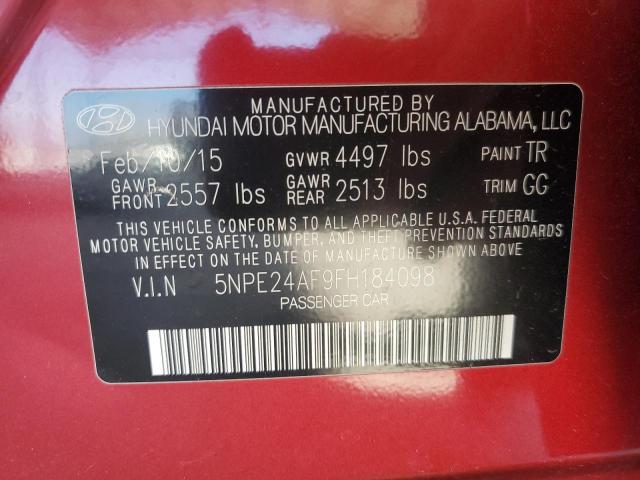 MANUFACTURED BY
HYUNDAI MOTOR MANUFACTURING ALABAMA, LLC
Feb/10/15 GVWR 4497 lbs PAINT TR
GAWR FRONT 2557 lbs GAWR REAR 2513 lbs TRIM GG
THIS VEHICLE CONFORMS TO ALL APPLICABLE U.S.A. FEDERAL
MOTOR VEHICLE SAFETY, BUMPER, AND THEFT PREVENTION STANDARDS
IN EFFECT ON THE DATE OF MANUFACTURE SHOWN ABOVE.
V.I.N 5NPE24AF9FH184098
PASSENGER CAR